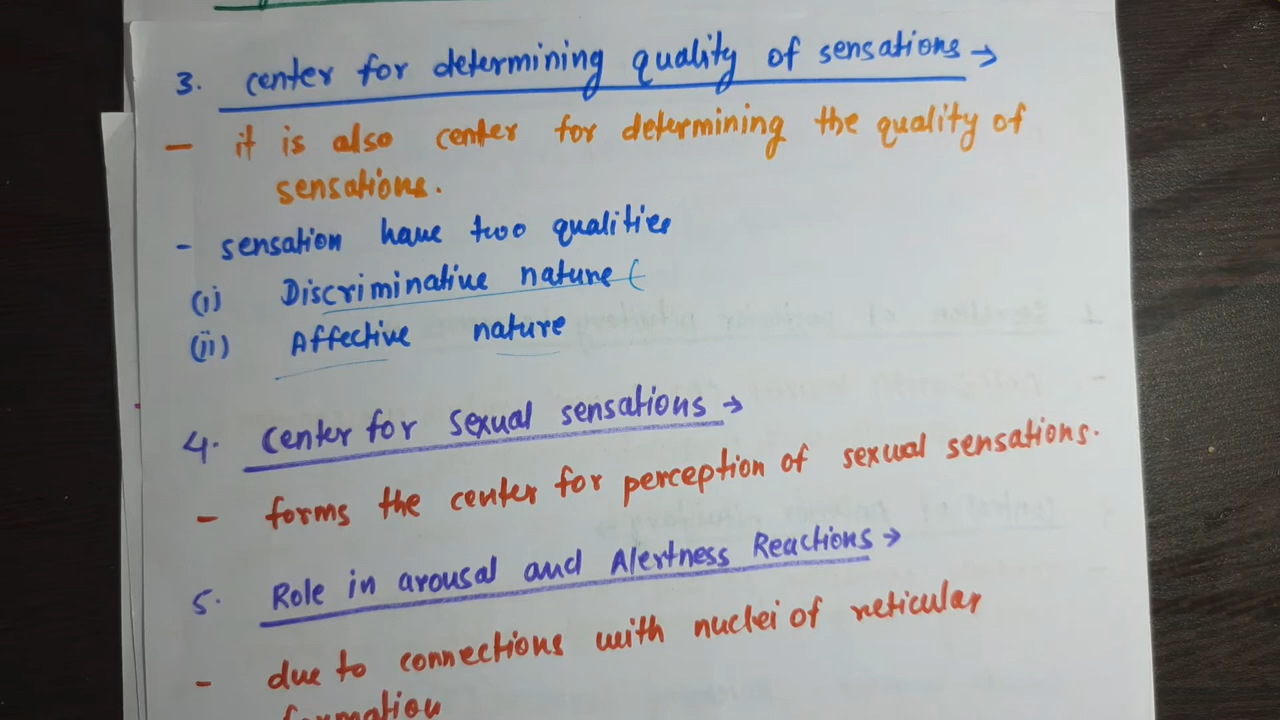 3. center for determining quality of sensations →
— it is also center for determining the quality of
sensations.
- sensation have two qualities
(i) Discriminative nature (
(ii) Affective nature
4. Center for sexual sensations →
- forms the center for perception of sexual sensations.
5. Role in arousal and Alertness Reactions →
- due to connections with nuclei of reticular
formation